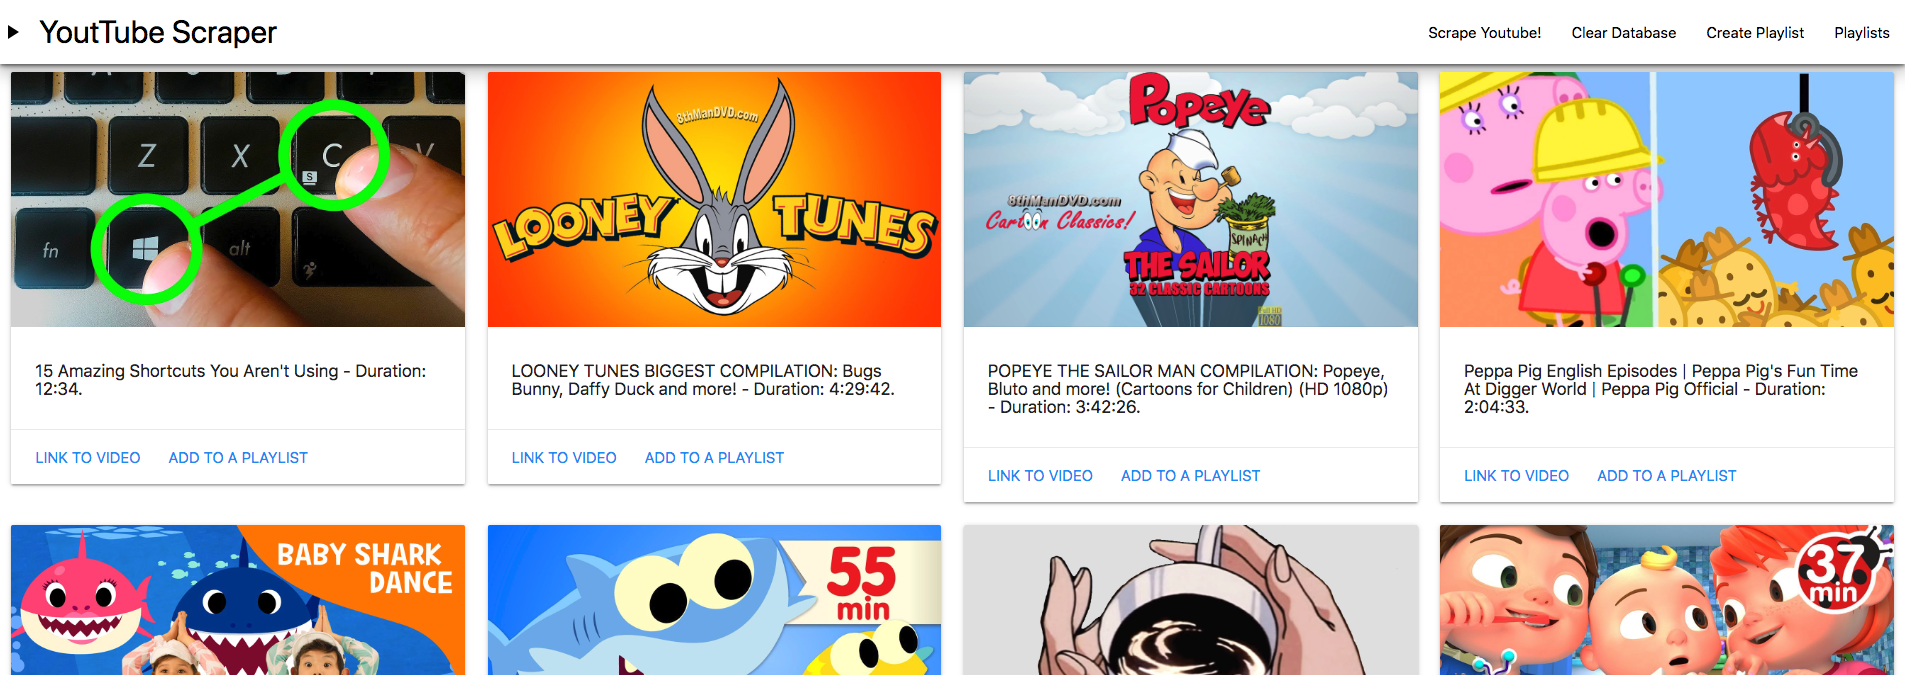 YoutTube Scraper
Scrape Youtube! Clear Database Create Playlist Playlists
Z X C V
S
fn alt
8thManDVD.com
LOONEY TUNES
Popeye
8thManDVD.com
Cartoon Classics!
SPINACH
THE SAILOR
32 CLASSIC CARTOONS
Full HD
1080
15 Amazing Shortcuts You Aren't Using - Duration:
12:34.
LINK TO VIDEO ADD TO A PLAYLIST
LOONEY TUNES BIGGEST COMPILATION: Bugs
Bunny, Daffy Duck and more! - Duration: 4:29:42.
LINK TO VIDEO ADD TO A PLAYLIST
POPEYE THE SAILOR MAN COMPILATION: Popeye,
Bluto and more! (Cartoons for Children) (HD 1080p)
- Duration: 3:42:26.
LINK TO VIDEO ADD TO A PLAYLIST
Peppa Pig English Episodes | Peppa Pig's Fun Time
At Digger World | Peppa Pig Official - Duration:
2:04:33.
LINK TO VIDEO ADD TO A PLAYLIST
BABY SHARK
DANCE
55
min
37
min